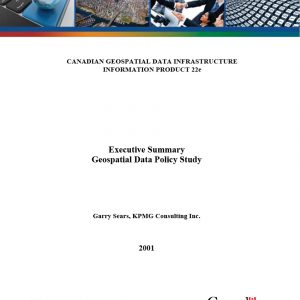 CANADIAN GEOSPATIAL DATA INFRASTRUCTURE
INFORMATION PRODUCT 22e
Executive Summary
Geospatial Data Policy Study
Garry Sears, KPMG Consulting Inc.
2001